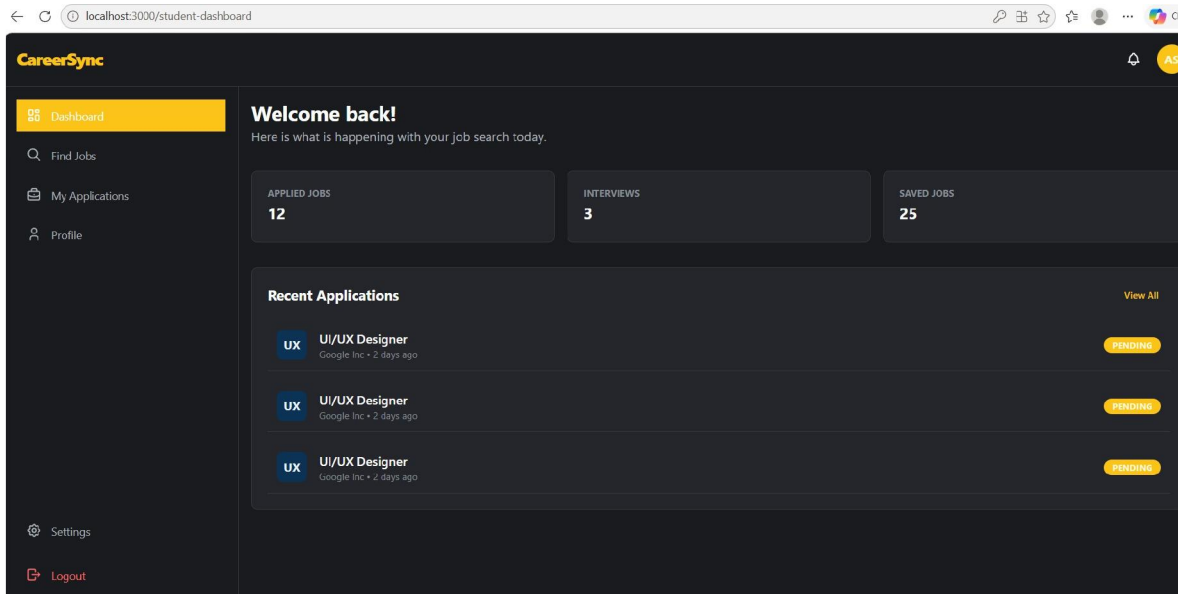 localhost:3000/student-dashboard
CareerSync
AS
Dashboard
Find Jobs
My Applications
Profile
Settings
Logout
Welcome back!
Here is what is happening with your job search today.
APPLIED JOBS
12
INTERVIEWS
3
SAVED JOBS
25
Recent Applications
View All
UX
UI/UX Designer
Google Inc • 2 days ago
PENDING
UX
UI/UX Designer
Google Inc • 2 days ago
PENDING
UX
UI/UX Designer
Google Inc • 2 days ago
PENDING